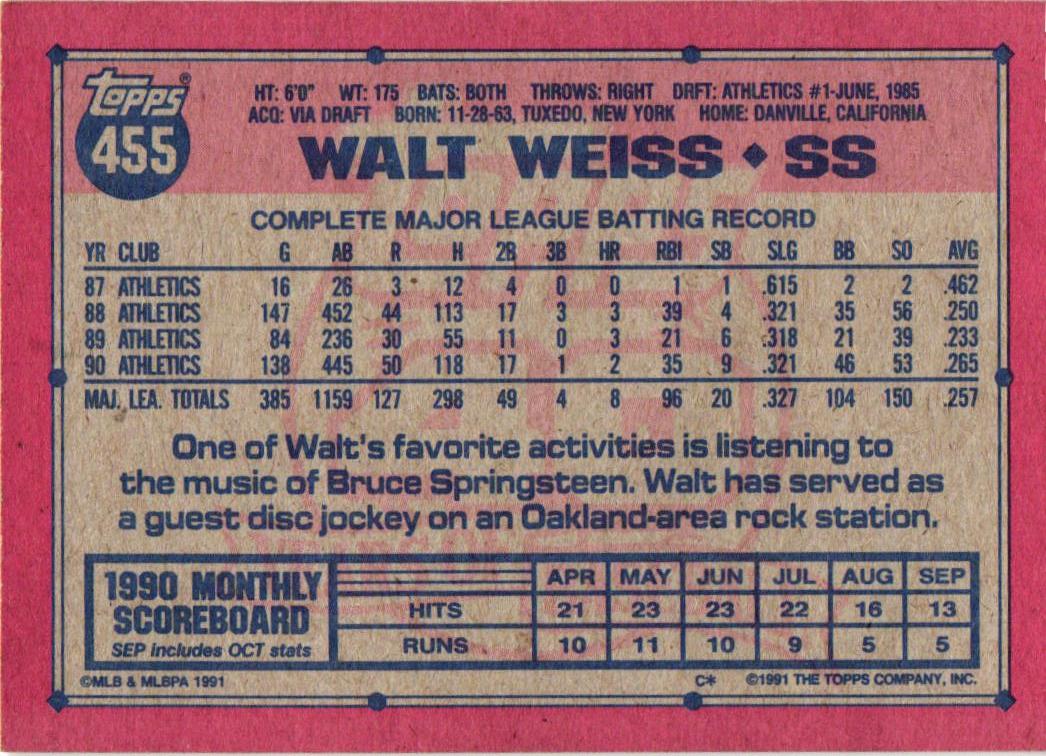 Topps®
455
HT: 6'0" WT: 175 BATS: BOTH THROWS: RIGHT DRFT: ATHLETICS #1-JUNE, 1985
ACQ: VIA DRAFT BORN: 11-28-63, TUXEDO, NEW YORK HOME: DANVILLE, CALIFORNIA
WALT WEISS ◆ SS
COMPLETE MAJOR LEAGUE BATTING RECORD
YR CLUB G AB R H 2B 3B HR RBI SB SLG BB SO AVG
87 ATHLETICS 16 26 3 12 4 0 0 1 1 .615 2 2 .462
88 ATHLETICS 147 452 44 113 17 3 3 39 4 .321 35 56 .250
89 ATHLETICS 84 236 30 55 11 0 3 21 6 .318 21 39 .233
90 ATHLETICS 138 445 50 118 17 1 2 35 9 .321 46 53 .265
MAJ. LEA. TOTALS 385 1159 127 298 49 4 8 96 20 .327 104 150 .257
One of Walt's favorite activities is listening to
the music of Bruce Springsteen. Walt has served as
a guest disc jockey on an Oakland-area rock station.
1990 MONTHLY
SCOREBOARD
SEP includes OCT stats
APR MAY JUN JUL AUG SEP
HITS 21 23 23 22 16 13
RUNS 10 11 10 9 5 5
©MLB & MLBPA 1991 C* ©1991 THE TOPPS COMPANY, INC.